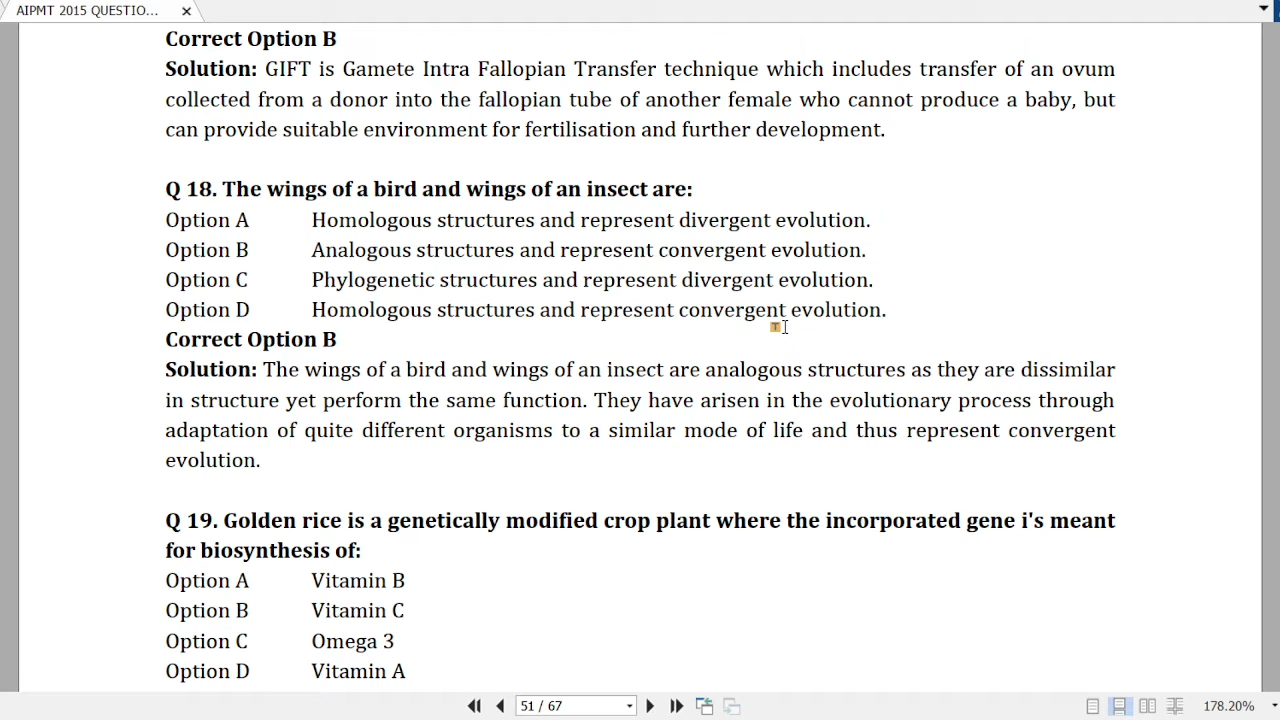 AIPMT 2015 QUESTIO...
Correct Option B
Solution: GIFT is Gamete Intra Fallopian Transfer technique which includes transfer of an ovum
collected from a donor into the fallopian tube of another female who cannot produce a baby, but
can provide suitable environment for fertilisation and further development.
Q 18. The wings of a bird and wings of an insect are:
Option A Homologous structures and represent divergent evolution.
Option B Analogous structures and represent convergent evolution.
Option C Phylogenetic structures and represent divergent evolution.
Option D Homologous structures and represent convergent evolution.
Correct Option B
Solution: The wings of a bird and wings of an insect are analogous structures as they are dissimilar
in structure yet perform the same function. They have arisen in the evolutionary process through
adaptation of quite different organisms to a similar mode of life and thus represent convergent
evolution.
Q 19. Golden rice is a genetically modified crop plant where the incorporated gene i's meant
for biosynthesis of:
Option A Vitamin B
Option B Vitamin C
Option C Omega 3
Option D Vitamin A
51 / 67 178.20%